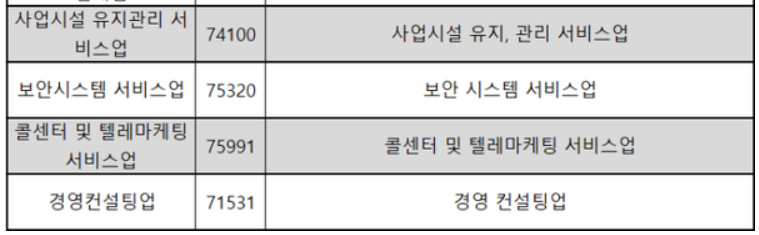 사업시설 유지관리 서
비스업
74100
사업시설 유지, 관리 서비스업
보안시스템 서비스업
75320
보안 시스템 서비스업
콜센터 및 텔레마케팅
서비스업
75991
콜센터 및 텔레마케팅 서비스업
경영컨설팅업
71531
경영 컨설팅업